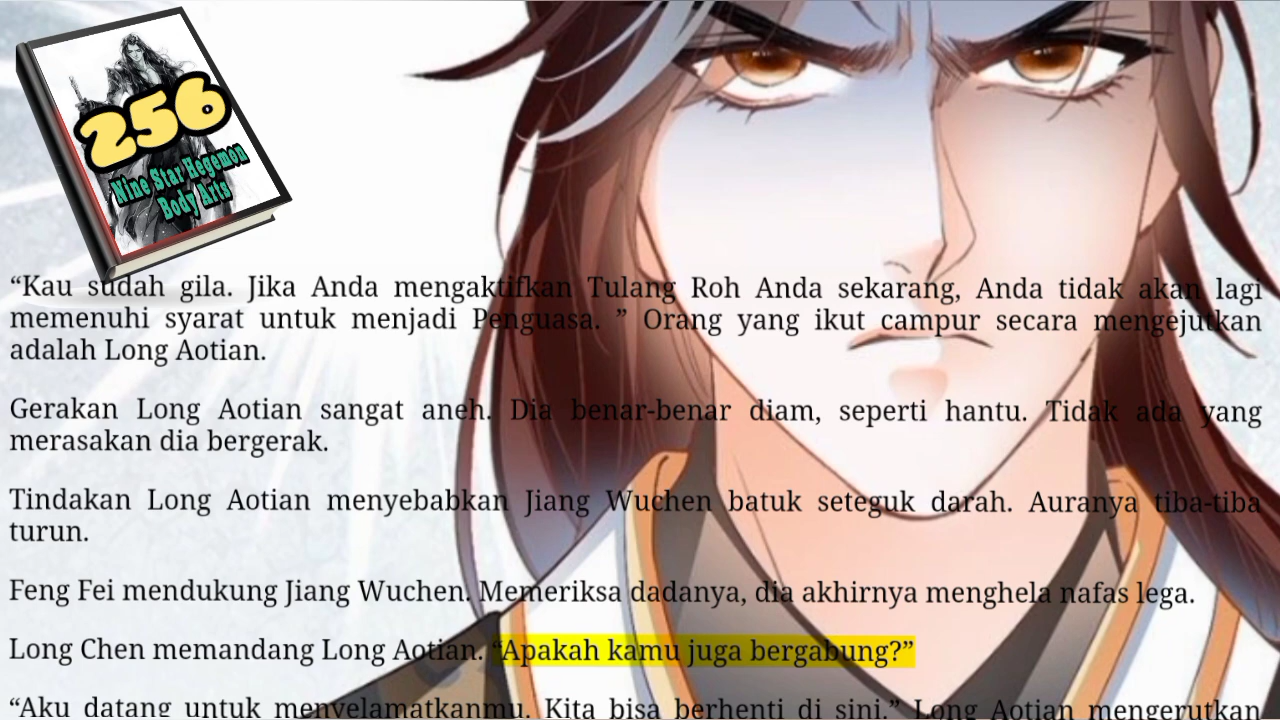 256
Nine Star Hegemon
Body Arts
“Kau sudah gila. Jika Anda mengaktifkan Tulang Roh Anda sekarang, Anda tidak akan lagi
memenuhi syarat untuk menjadi Penguasa. ” Orang yang ikut campur secara mengejutkan
adalah Long Aotian.
Gerakan Long Aotian sangat aneh. Dia benar-benar diam, seperti hantu. Tidak ada yang
merasakan dia bergerak.
Tindakan Long Aotian menyebabkan Jiang Wuchen batuk seteguk darah. Auranya tiba-tiba
turun.
Feng Fei mendukung Jiang Wuchen. Memeriksa dadanya, dia akhirnya menghela nafas lega.
Long Chen memandang Long Aotian. “Apakah kamu juga bergabung?”
“Aku datang untuk menyelamatkanmu. Kita bisa berhenti di sini.” Long Aotian mengerutkan